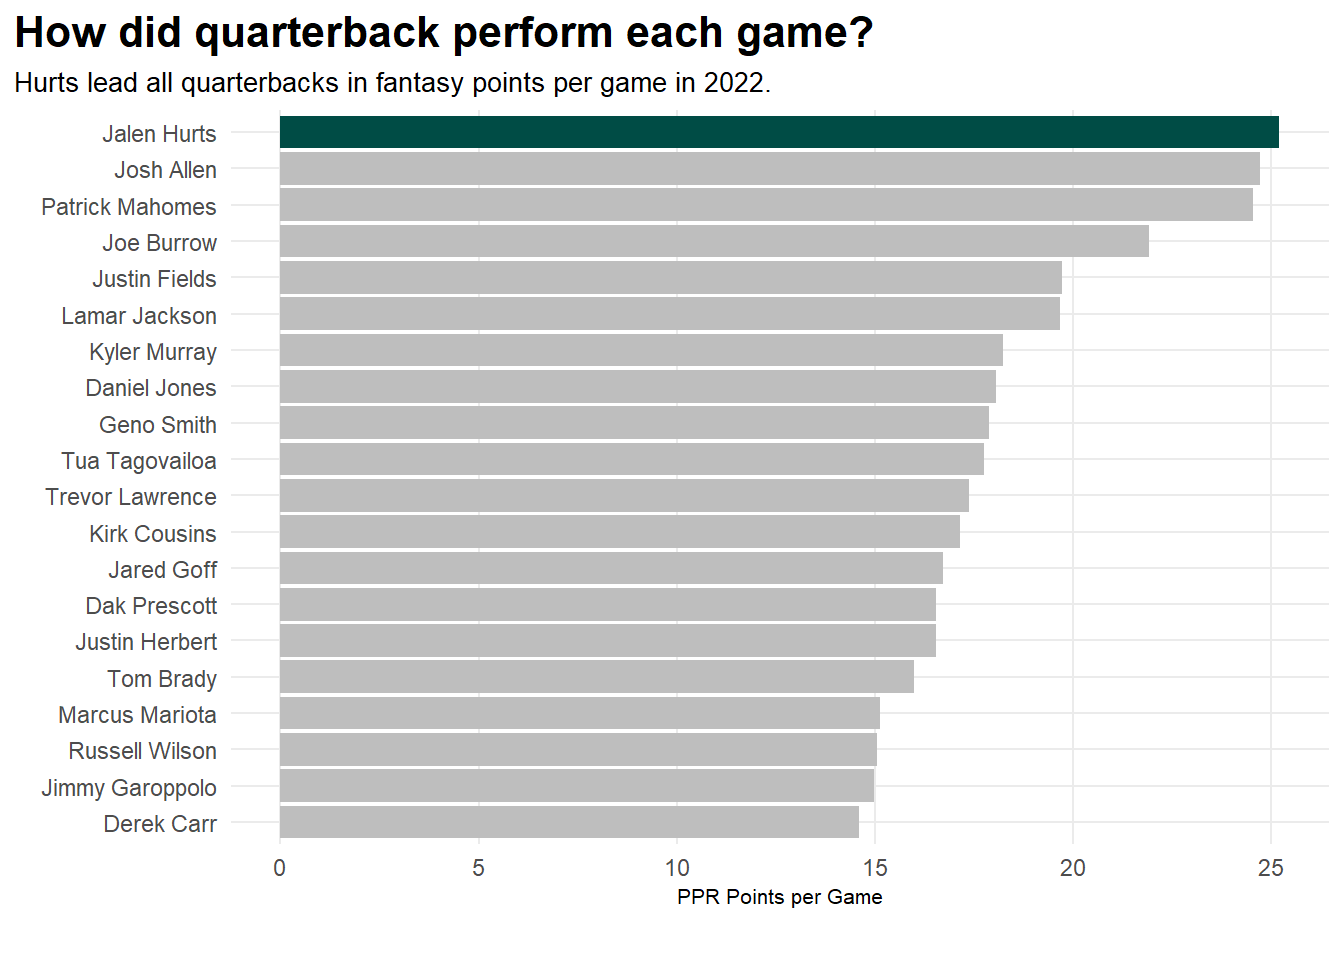 How did quarterback perform each game?
Hurts lead all quarterbacks in fantasy points per game in 2022.
Jalen Hurts
Josh Allen
Patrick Mahomes
Joe Burrow
Justin Fields
Lamar Jackson
Kyler Murray
Daniel Jones
Geno Smith
Tua Tagovailoa
Trevor Lawrence
Kirk Cousins
Jared Goff
Dak Prescott
Justin Herbert
Tom Brady
Marcus Mariota
Russell Wilson
Jimmy Garoppolo
Derek Carr
0 5 10 15 20 25
PPR Points per Game